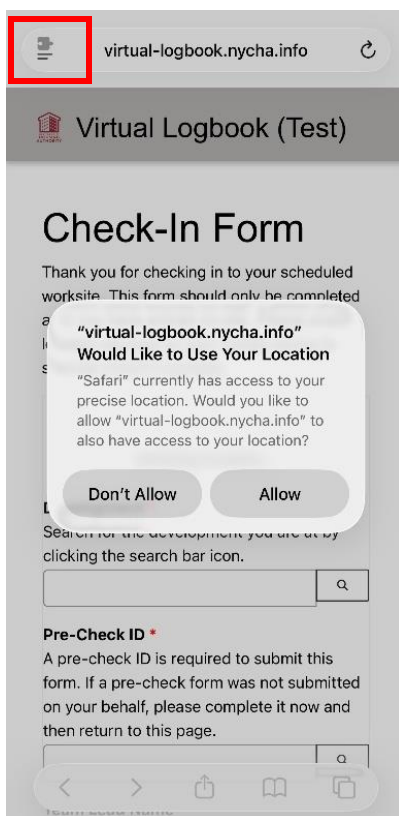 virtual-logbook.nycha.info
Virtual Logbook (Test)
Check-In Form
Thank you for checking in to your scheduled
worksite. This form should only be completed
"virtual-logbook.nycha.info"
Would Like to Use Your Location
"Safari" currently has access to your
precise location. Would you like to
allow "virtual-logbook.nycha.info" to
also have access to your location?
Don't Allow
Allow
Search for the development you are at by
clicking the search bar icon.
Pre-Check ID *
A pre-check ID is required to submit this
form. If a pre-check form was not submitted
on your behalf, please complete it now and
then return to this page.
Team Lead Name